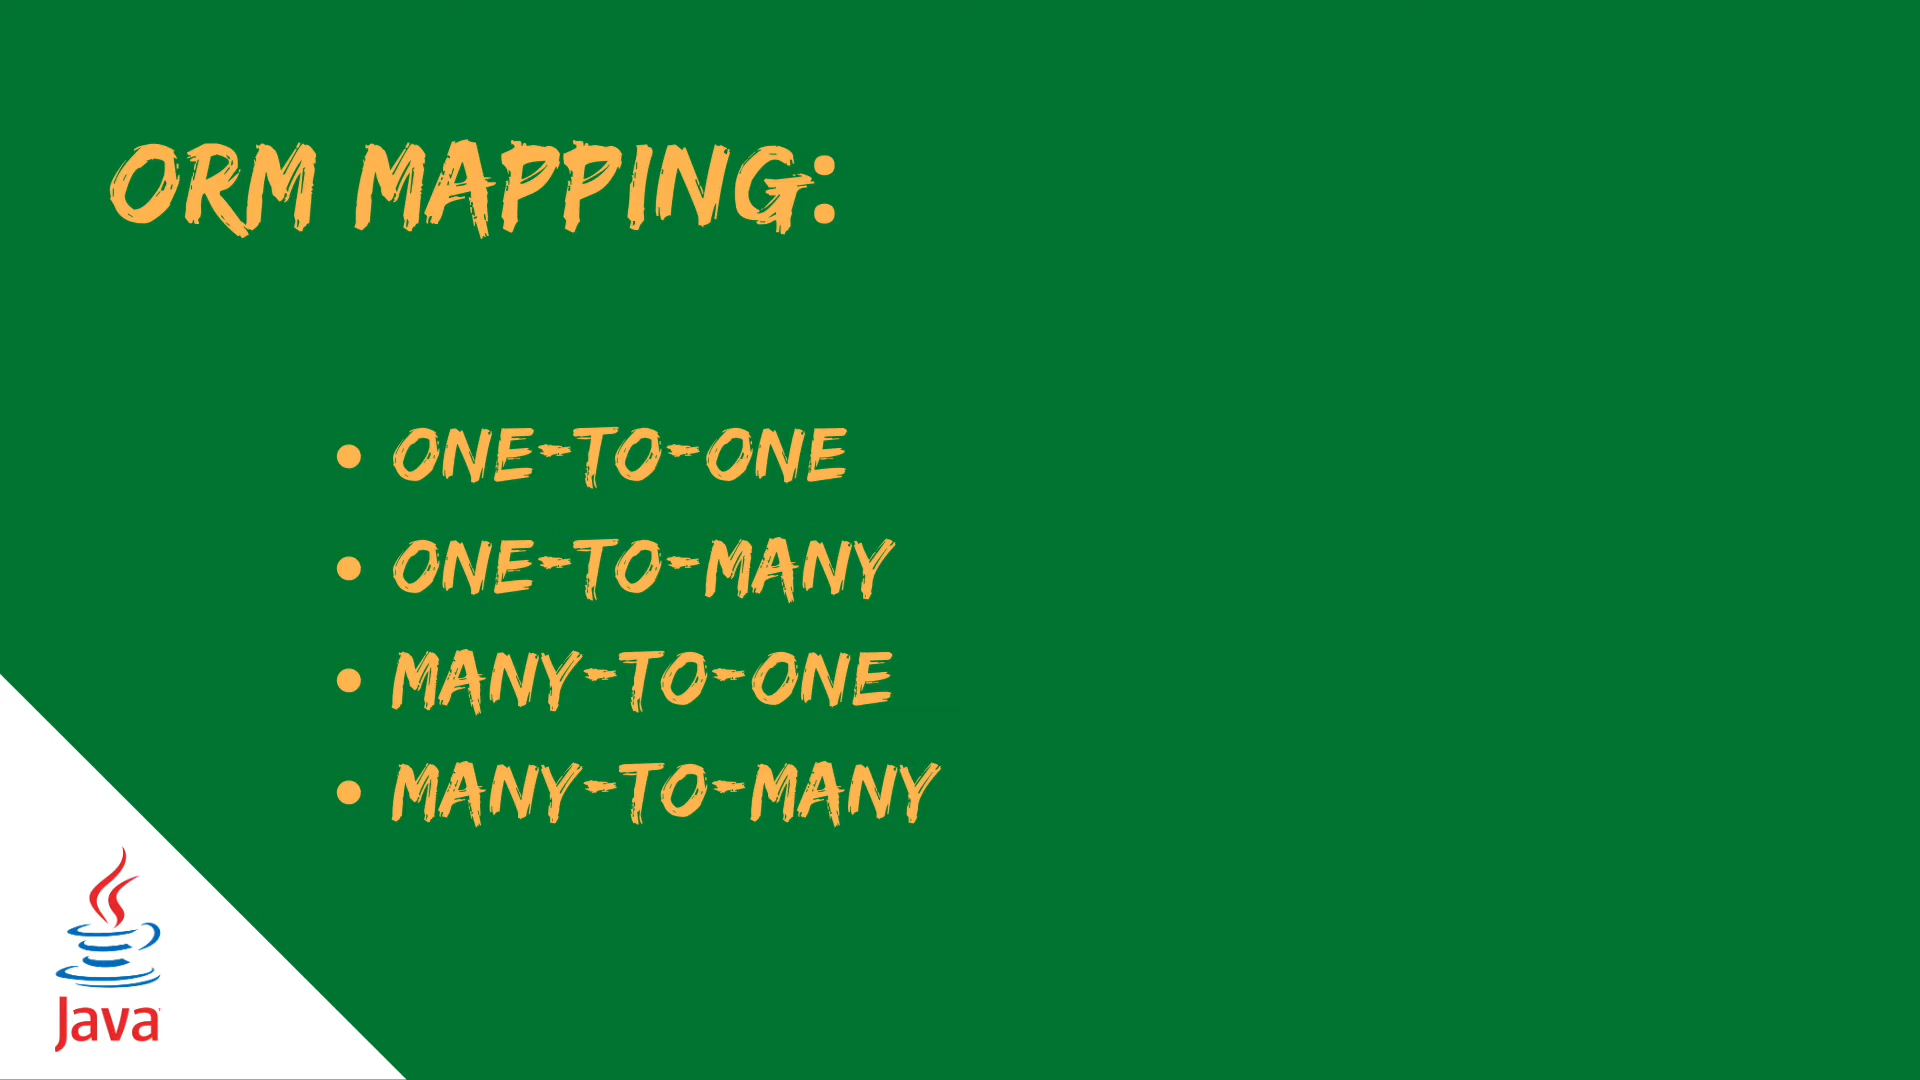 ORM MAPPING:
• ONE-TO-ONE
• ONE-TO-MANY
• MANY-TO-ONE
• MANY-TO-MANY
Java